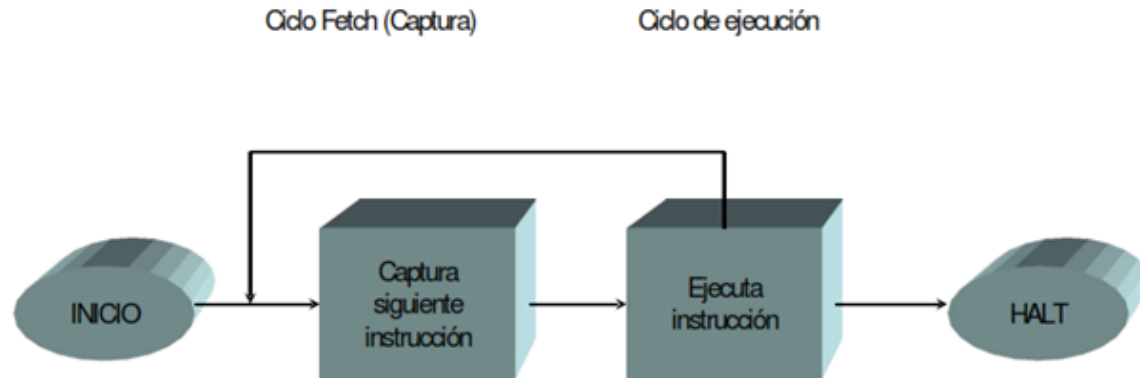 Ciclo Fetch (Captura)
Ciclo de ejecución
INICIO
Captura
siguiente
instrucción
Ejecuta
instrucción
HALT